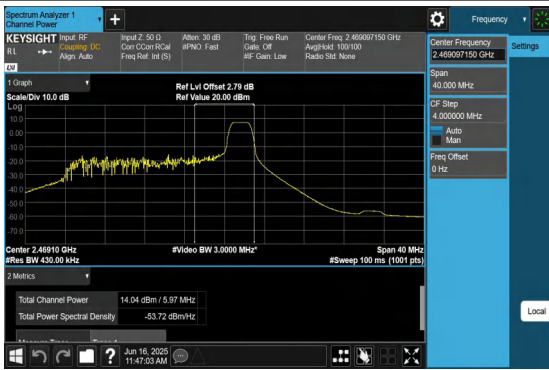 Spectrum Analyzer 1
Channel Power
Frequency
KEYSIGHT
RL
LXI
Input: RF
Coupling: DC
Align: Auto
Input Z: 50 Ω
Corr CCorr RCal
Freq Ref: Int (S)
Atten: 30 dB
#PNO: Fast
Trig: Free Run
Gate: Off
#IF Gain: Low
Center Freq: 2.469097150 GHz
Avg|Hold: 100/100
Radio Std: None
Center Frequency
2.469097150 GHz
Settings
Span
40.000 MHz
CF Step
4.000000 MHz
Auto
Man
Freq Offset
0 Hz
Local
1 Graph
Scale/Div 10.0 dB
Ref Lvl Offset 2.79 dB
Ref Value 20.00 dBm
Log
10.0
0.00
-10.0
-20.0
-30.0
-40.0
-50.0
-60.0
-70.0
Center 2.46910 GHz
#Video BW 3.0000 MHz*
Span 40 MHz
#Res BW 430.00 kHz
#Sweep 100 ms (1001 pts)
2 Metrics
Total Channel Power 14.04 dBm / 5.97 MHz
Total Power Spectral Density -53.72 dBm/Hz
Jun 16, 2025
11:47:03 AM